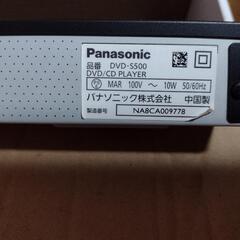 Panasonic
品番 DVD-S500
DVD/CD PLAYER
MAR 100V～ 10W 50/60Hz
パナソニック株式会社 中国製
製造番号 NA8CA009778